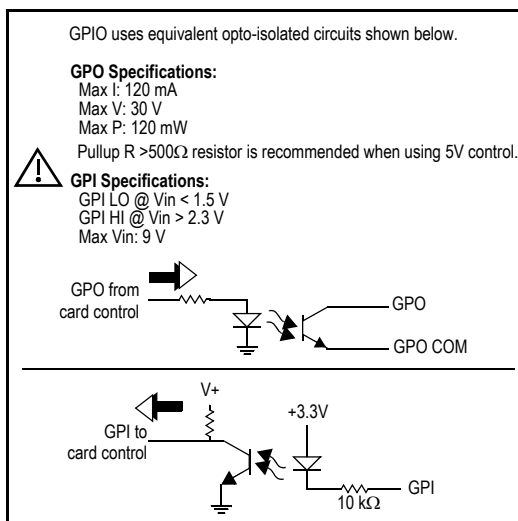 GPIO uses equivalent opto-isolated circuits shown below.
GPO Specifications:
Max I: 120 mA
Max V: 30 V
Max P: 120 mW
Pullup R >500Ω resistor is recommended when using 5V control.
GPI Specifications:
GPI LO @ Vin < 1.5 V
GPI HI @ Vin > 2.3 V
Max Vin: 9 V
GPO from
card control
GPO
GPO COM
V+
+3.3V
GPI to
card control
GPI
10 kΩ